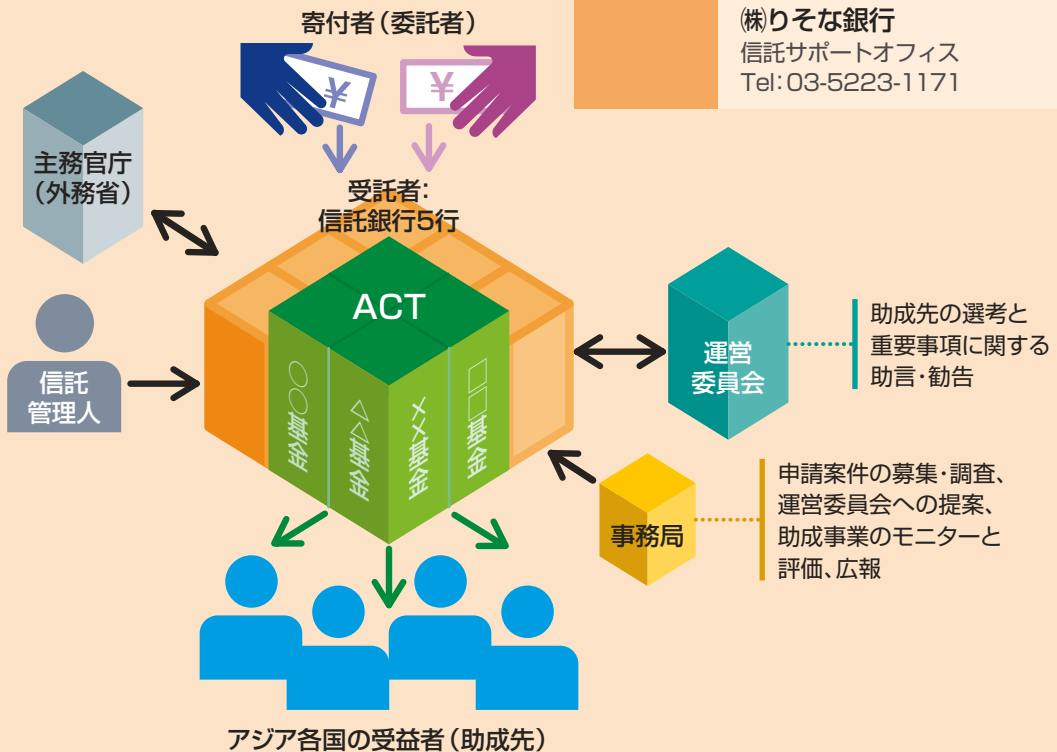 寄付者(委託者)
㈱りそな銀行
信託サポートオフィス
Tel:03-5223-1171
¥
¥
主務官庁
(外務省)
受託者:
信託銀行5行
ACT
信託
管理人
○○基金
△△基金
××基金
□□基金
運営
委員会
助成先の選考と
重要事項に関する
助言・勧告
事務局
申請案件の募集・調査、
運営委員会への提案、
助成事業のモニターと
評価、広報
アジア各国の受益者(助成先)